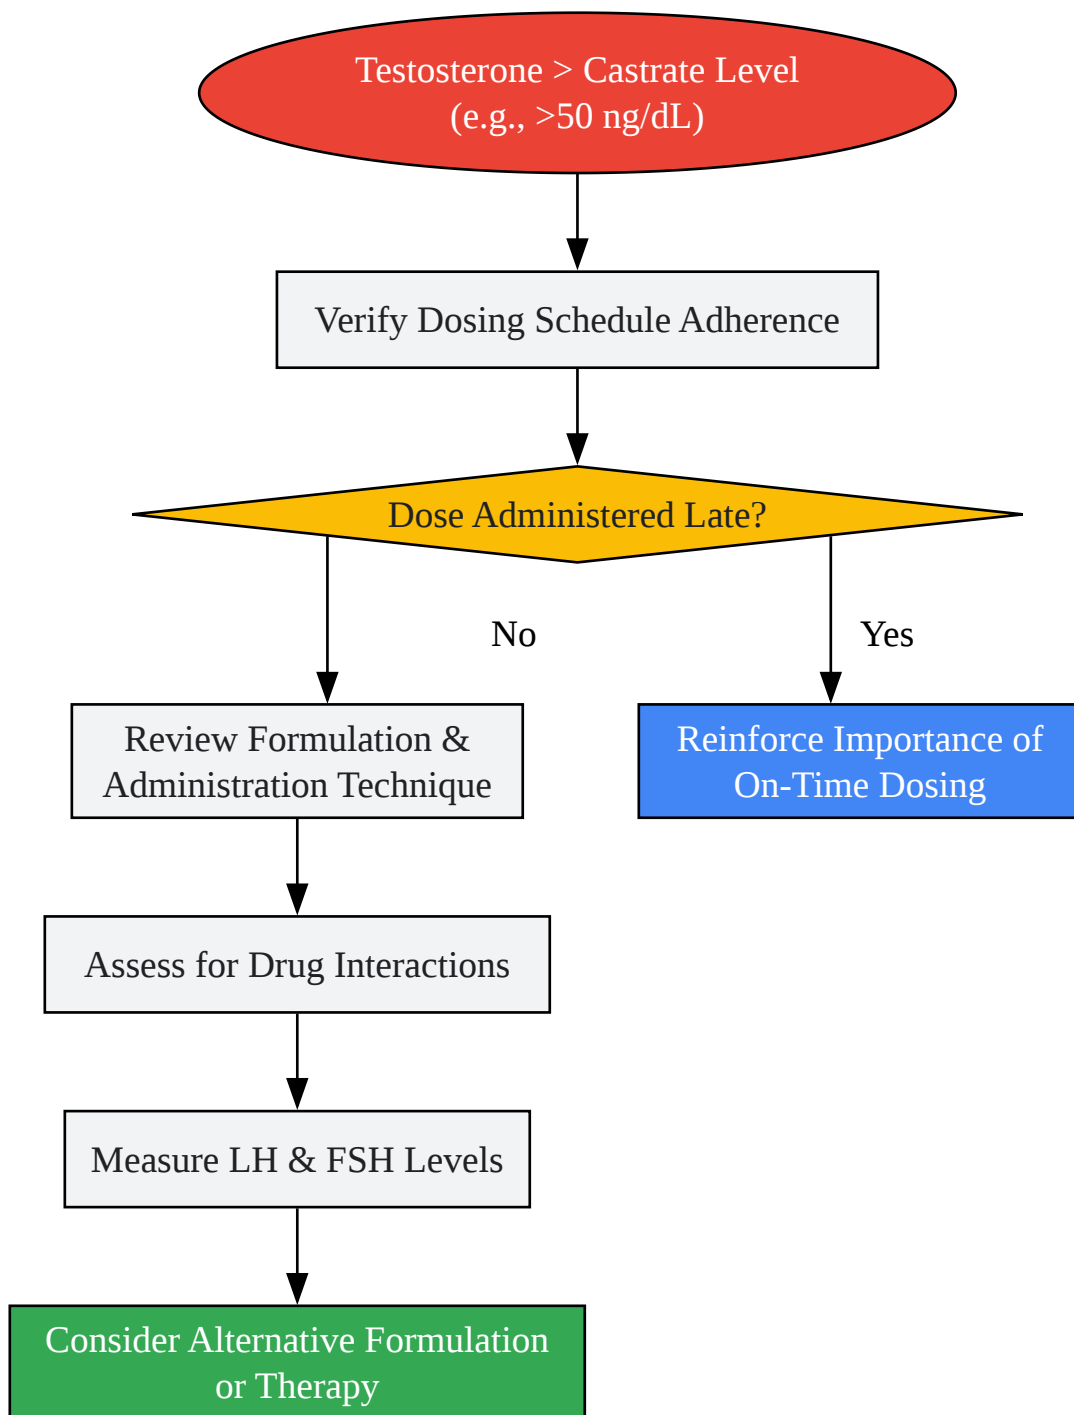 Testosterone > Castrate Level
(e.g., >50 ng/dL)
Verify Dosing Schedule Adherence
Dose Administered Late?
No
Yes
Review Formulation &
Administration Technique
Reinforce Importance of
On-Time Dosing
Assess for Drug Interactions
Measure LH & FSH Levels
Consider Alternative Formulation
or Therapy